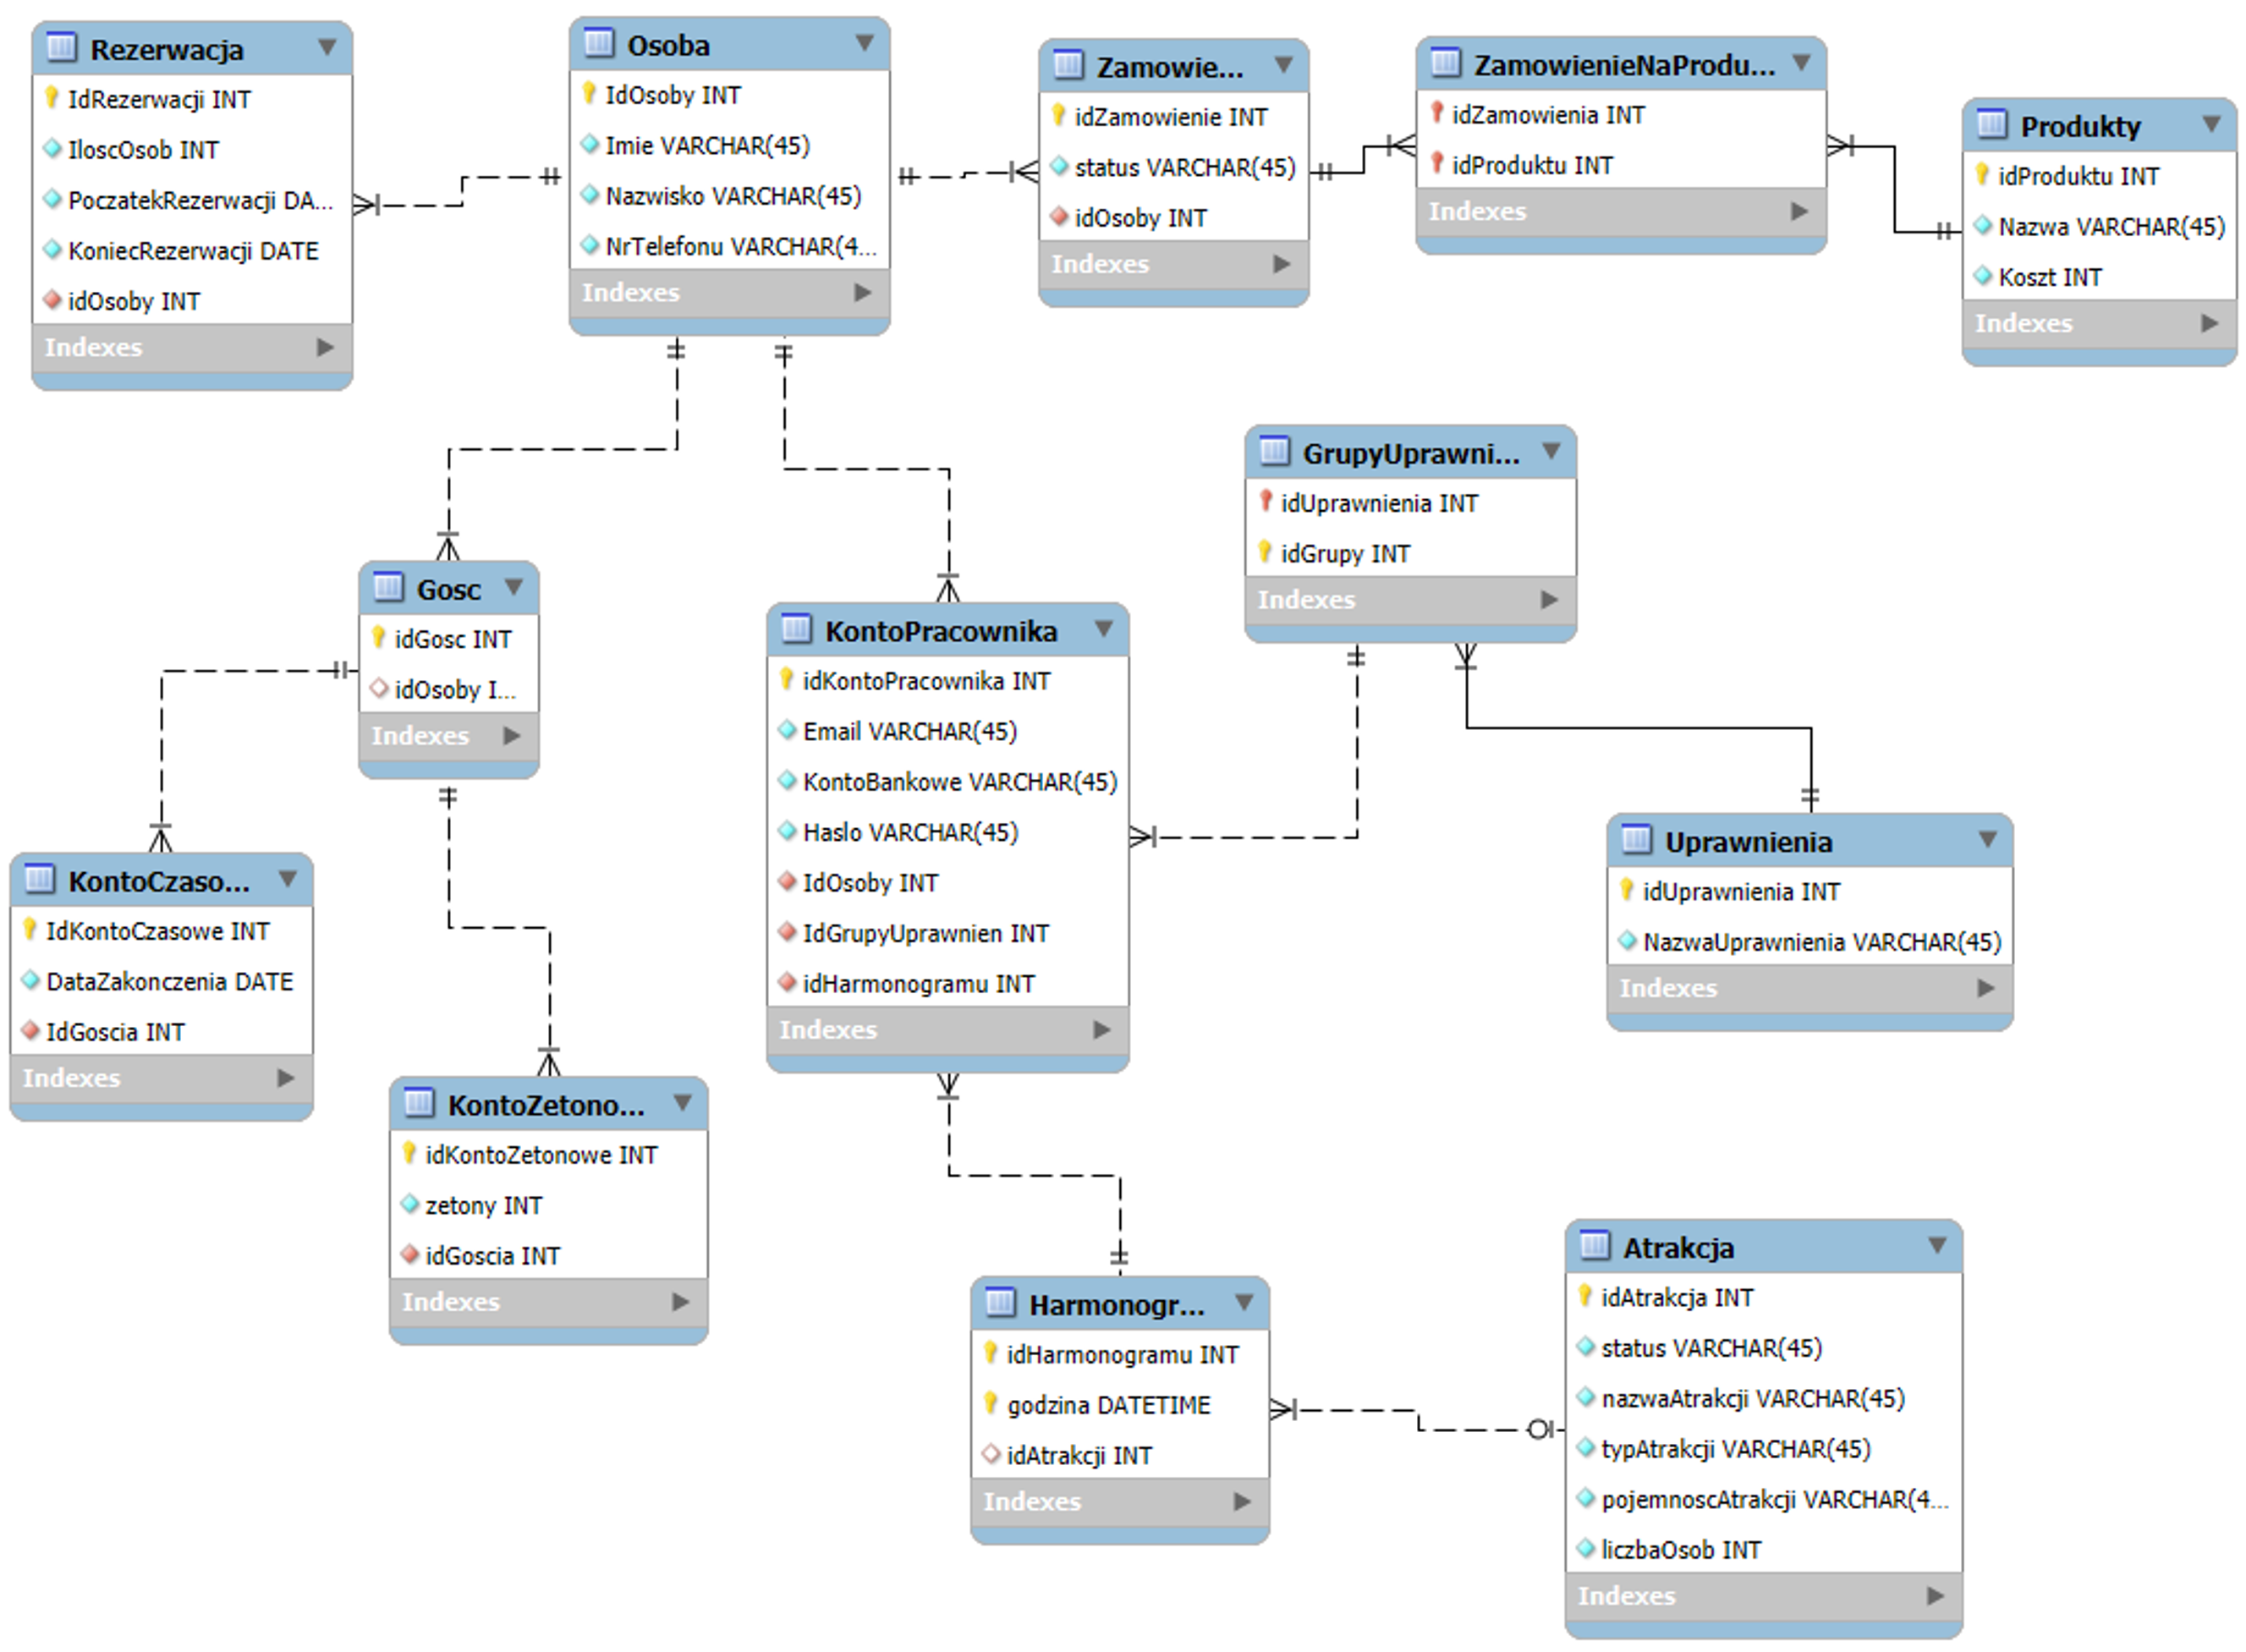 Rezerwacja
IdRezerwacji INT
IloscOsob INT
PoczatekRezerwacji DA...
KoniecRezerwacji DATE
idOsoby INT
Indexes
Osoba
IdOsoby INT
Imie VARCHAR(45)
Nazwisko VARCHAR(45)
NrTelefonu VARCHAR(4...
Indexes
Zamowie...
idZamowienie INT
status VARCHAR(45)
idOsoby INT
Indexes
ZamowienieNaProdu...
idZamowienia INT
idProduktu INT
Indexes
Produkty
idProduktu INT
Nazwa VARCHAR(45)
Koszt INT
Indexes
GrupyUprawni...
idUprawnienia INT
idGrupy INT
Indexes
Gosc
idGosc INT
idOsoby I...
Indexes
KontoPracownika
idKontoPracownika INT
Email VARCHAR(45)
KontoBankowe VARCHAR(45)
Haslo VARCHAR(45)
IdOsoby INT
IdGrupyUprawnien INT
idHarmonogramu INT
Indexes
Uprawnienia
idUprawnienia INT
NazwaUprawnienia VARCHAR(45)
Indexes
KontoCzaso...
IdKontoCzasowe INT
DataZakonczenia DATE
IdGoscia INT
Indexes
KontoZetono...
idKontoZetonowe INT
zetony INT
idGoscia INT
Indexes
Harmonogr...
idHarmonogramu INT
godzina DATETIME
idAtrakcji INT
Indexes
Atrakcja
idAtrakcja INT
status VARCHAR(45)
nazwaAtrakcji VARCHAR(45)
typAtrakcji VARCHAR(45)
pojemnoscAtrakcji VARCHAR(4...
liczbaOsob INT
Indexes